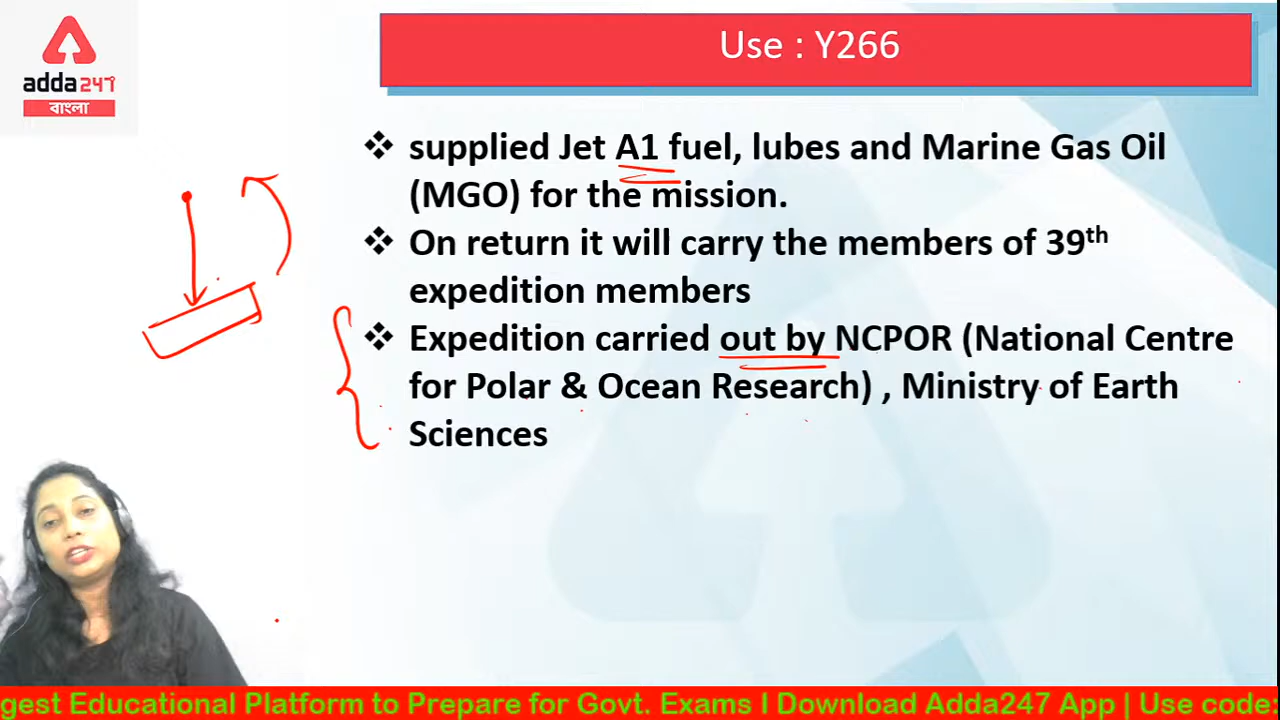 adda247
বাংলা
Use : Y266
❖ supplied Jet A1 fuel, lubes and Marine Gas Oil
(MGO) for the mission.
❖ On return it will carry the members of 39th
expedition members
❖ Expedition carried out by NCPOR (National Centre
for Polar & Ocean Research) , Ministry of Earth
Sciences
gest Educational Platform to Prepare for Govt. Exams I Download Adda247 App | Use code: